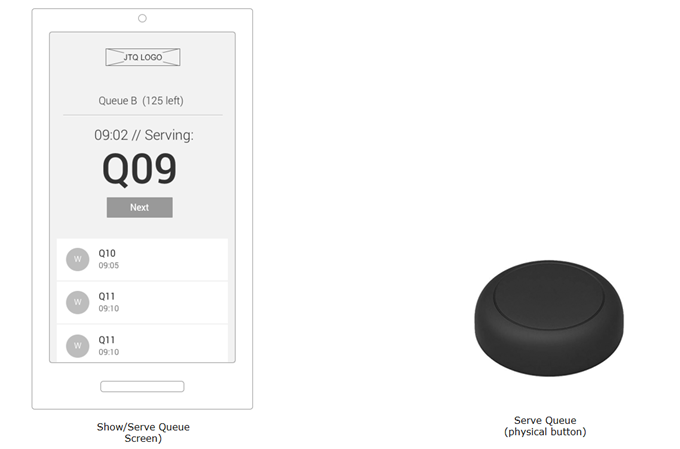 JTQ LOGO
Queue B (125 left)
09:02 // Serving:
Q09
Next
W
Q10
09:05
W
Q11
09:10
W
Q11
09:10
Show/Serve Queue
Screen)
Serve Queue
(physical button)